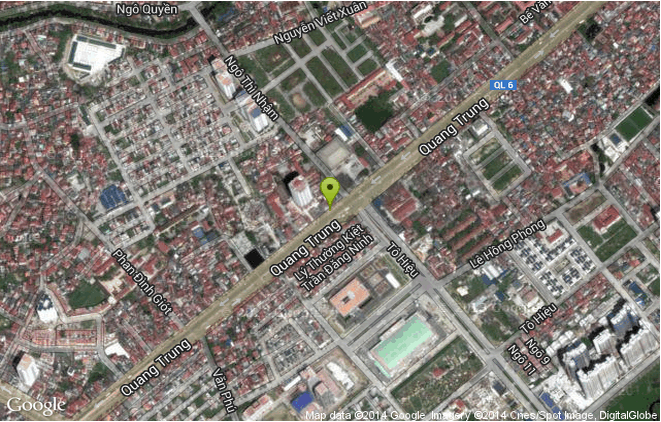 Ngô Quyền
Nguyễn Viết Xuân
Bế Văn
Ngô Thì Nhậm
QL 6
Quang Trung
Phan Đình Giót
Quang Trung
Lý Thường Kiệt
Trần Đăng Ninh
Tô Hiệu
Lê Hồng Phong
Tô Hiệu
Ngõ 9
Ngõ 11
Quang Trung
Văn Phú
Google
Map data ©2014 Google, Imagery ©2014 Cnes/Spot Image, DigitalGlobe